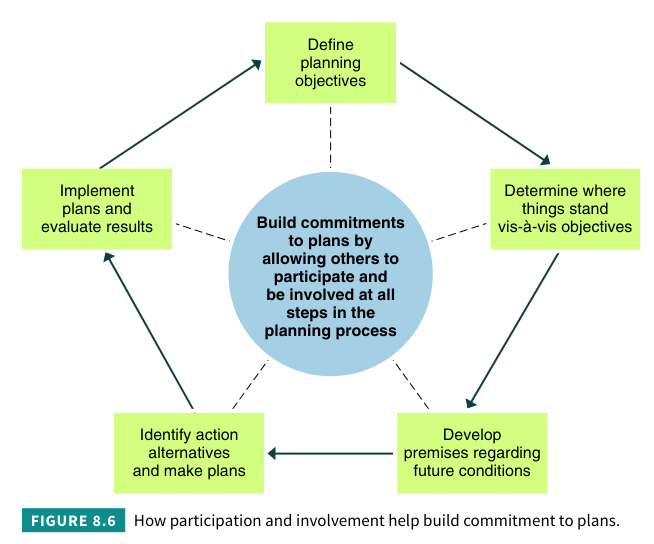 Define
planning
objectives
Implement
plans and
evaluate results
Determine where
things stand
vis-à-vis objectives
Build commitments
to plans by
allowing others to
participate and
be involved at all
steps in the
planning process
Identify action
alternatives
and make plans
Develop
premises regarding
future conditions
FIGURE 8.6 How participation and involvement help build commitment to plans.